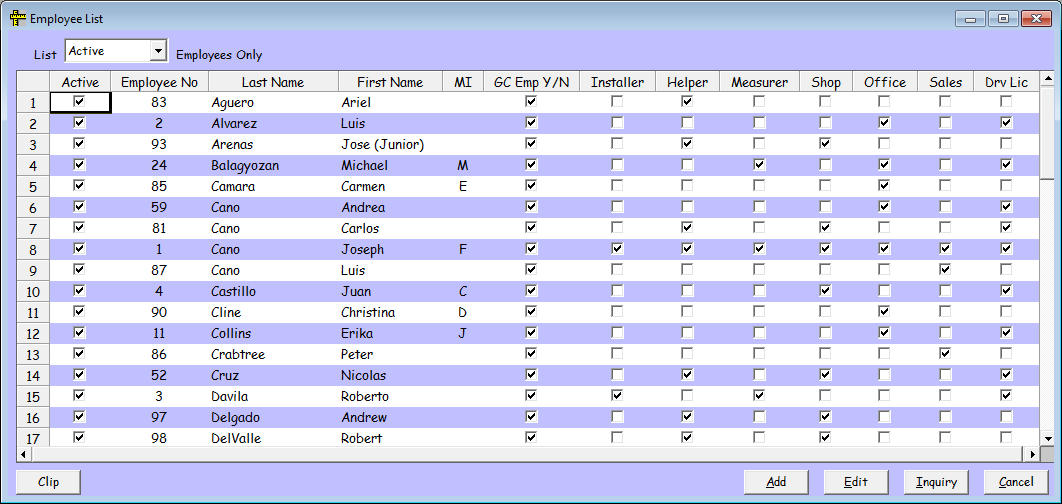 Employee List
List Active Employees Only
Active Employee No Last Name First Name MI GC Emp Y/N Installer Helper Measurer Shop Office Sales Drv Lic
1 83 Aguero Ariel
2 2 Alvarez Luis
3 93 Arenas Jose (Junior)
4 24 Balagyozan Michael M
5 85 Camara Carmen E
6 59 Cano Andrea
7 81 Cano Carlos
8 1 Cano Joseph F
9 87 Cano Luis
10 4 Castillo Juan C
11 90 Cline Christina D
12 11 Collins Erika J
13 86 Crabtree Peter
14 52 Cruz Nicolas
15 3 Davila Roberto
16 97 Delgado Andrew
17 98 DelValle Robert
Clip Add Edit Inquiry Cancel